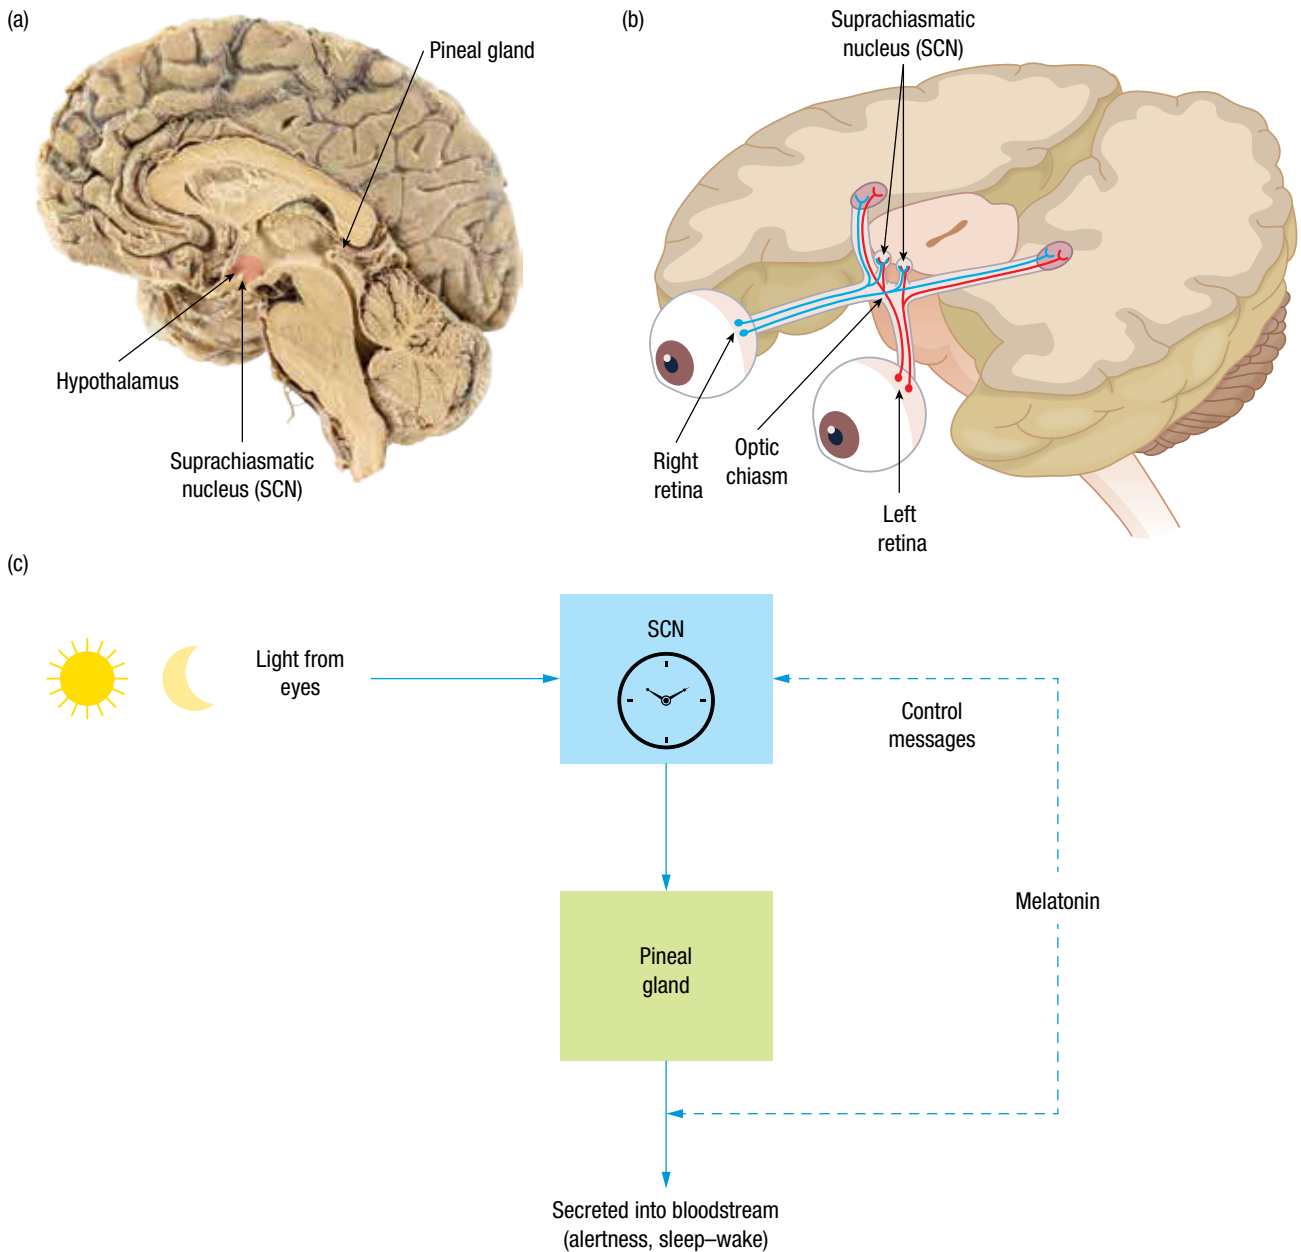 (a)
Pineal gland
Hypothalamus
Suprachiasmatic
nucleus (SCN)
(b)
Suprachiasmatic
nucleus (SCN)
Right
retina
Optic
chiasm
Left
retina
(c)
Light from
eyes
SCN
Control
messages
Melatonin
Pineal
gland
Secreted into bloodstream
(alertness, sleep–wake)